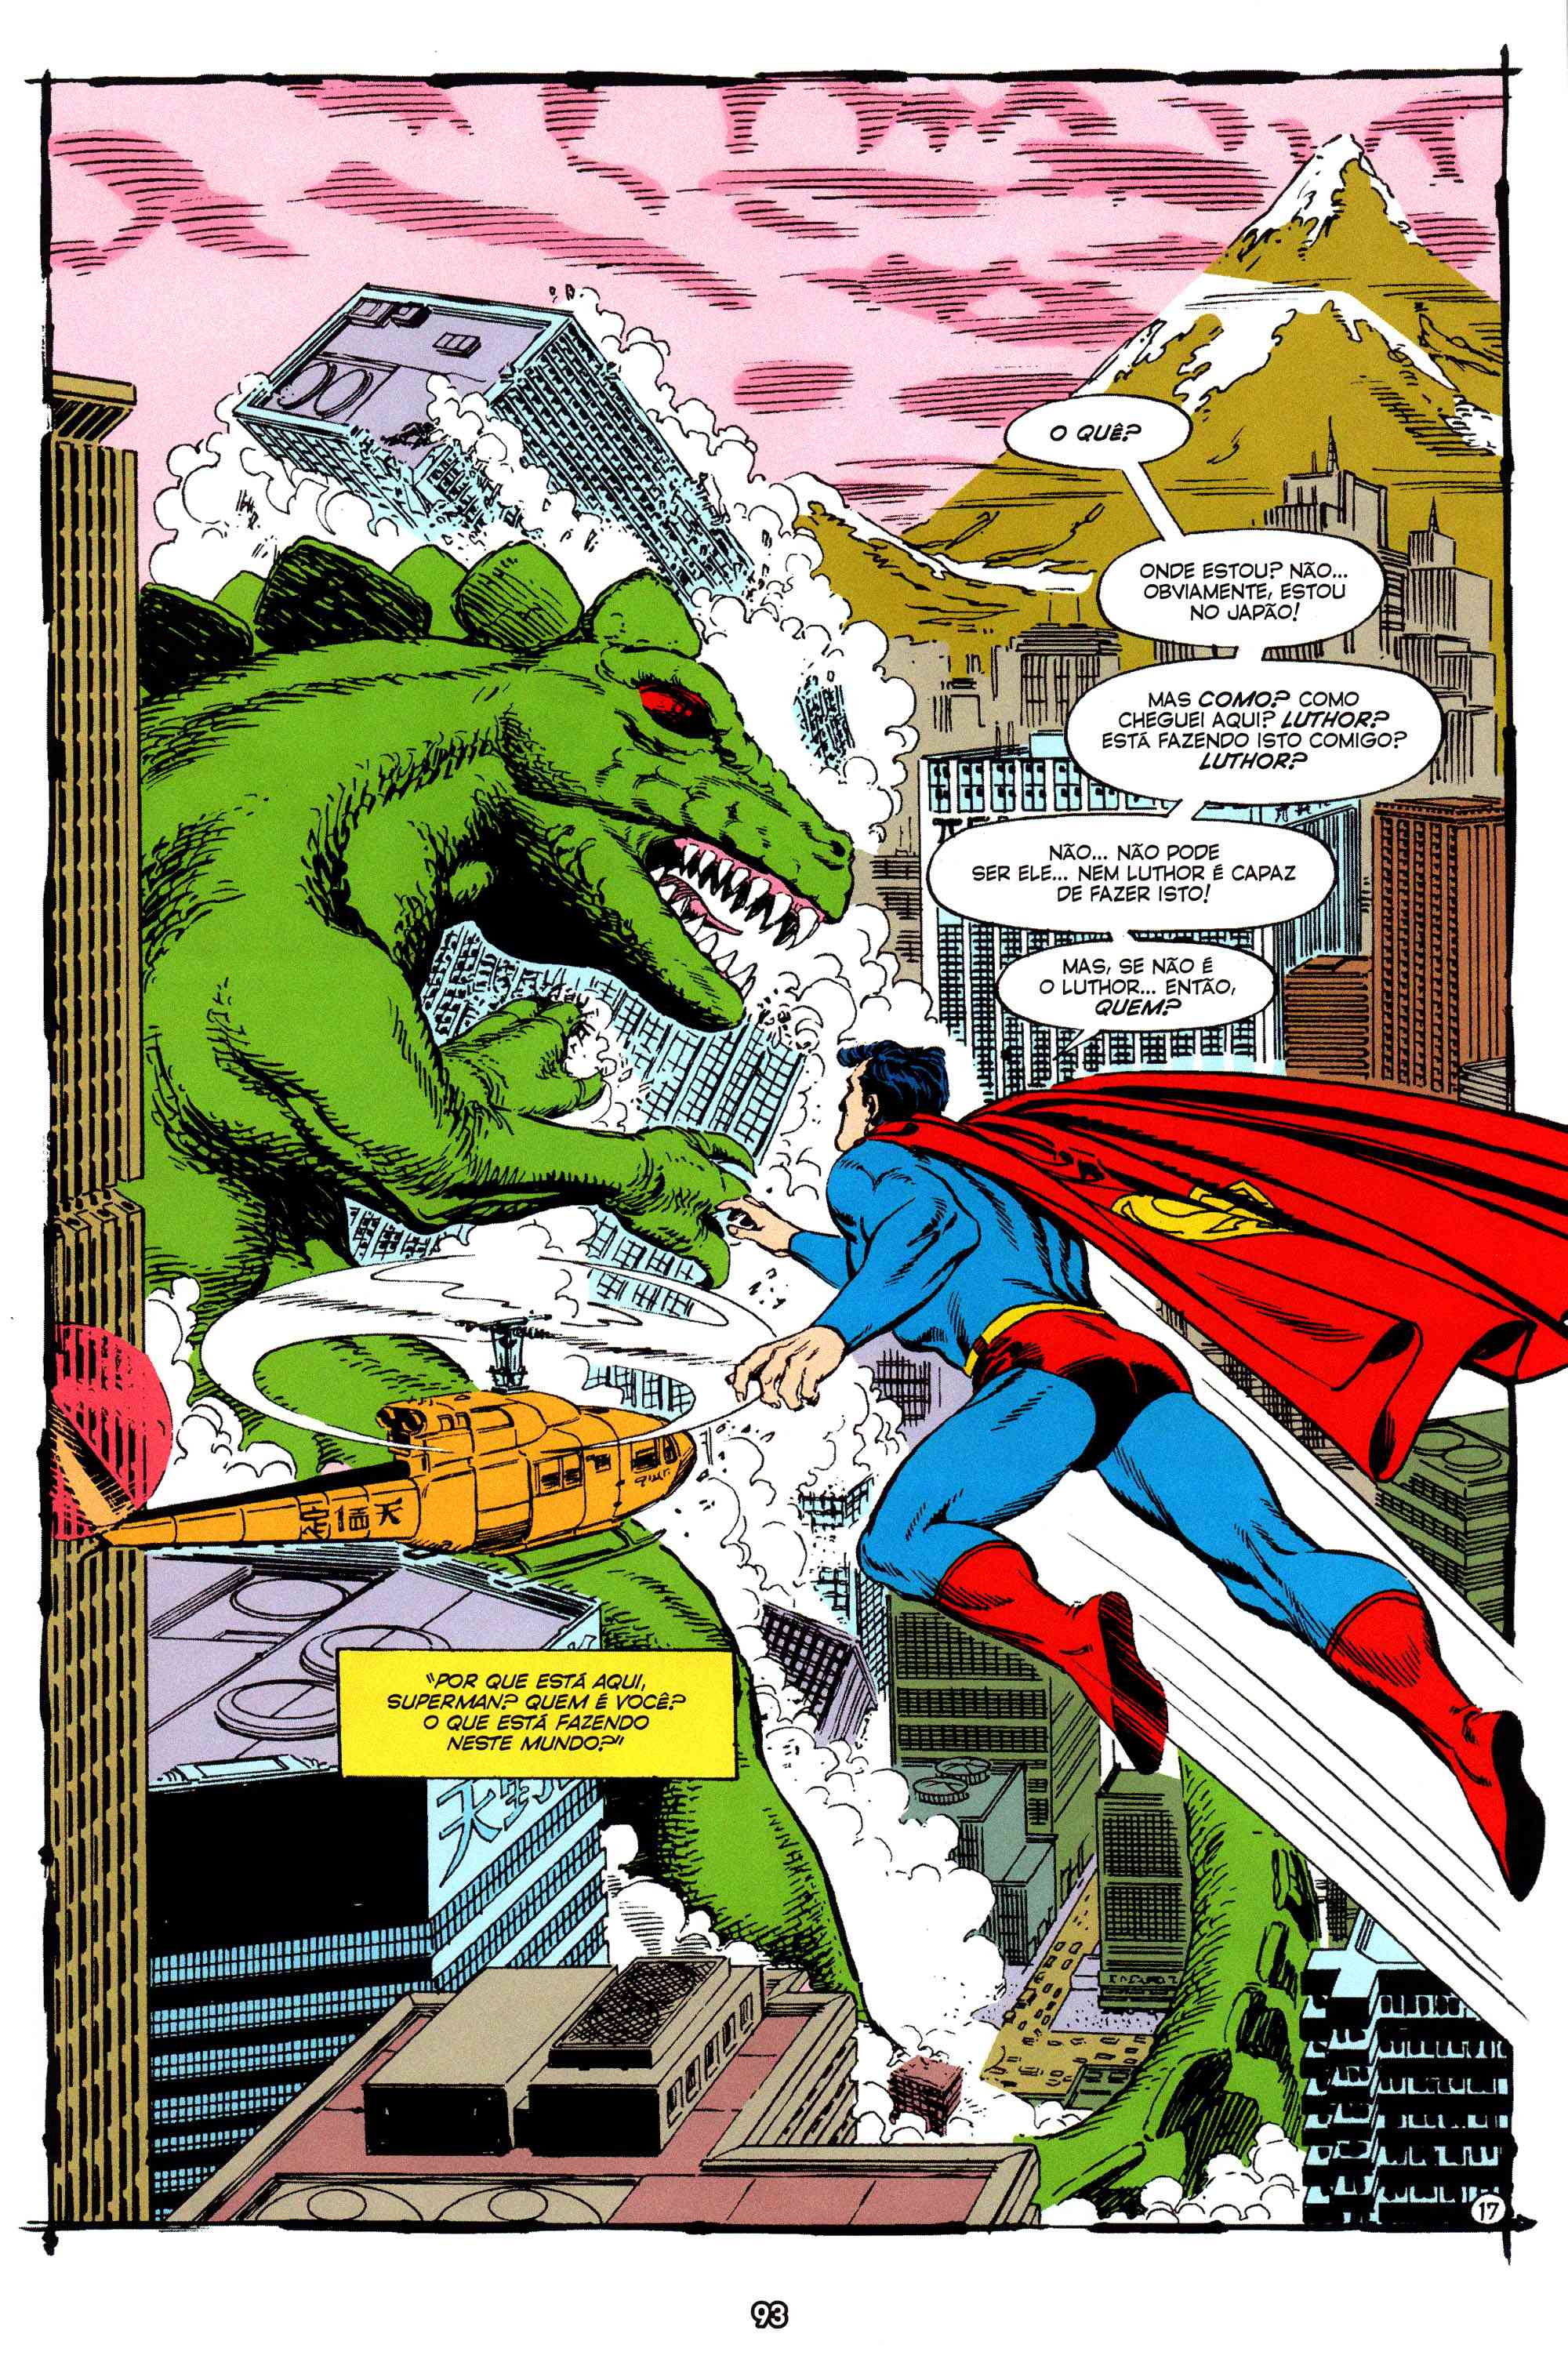 O QUÊ?
ONDE ESTOU? NÃO...
OBVIAMENTE, ESTOU
NO JAPÃO!
MAS COMO? COMO
CHEGUEI AQUI? LUTHOR?
ESTÁ FAZENDO ISTO COMIGO?
LUTHOR?
NÃO... NÃO PODE
SER ELE... NEM LUTHOR É CAPAZ
DE FAZER ISTO!
MAS, SE NÃO É
O LUTHOR... ENTÃO,
QUEM?
"POR QUE ESTÁ AQUI,
SUPERMAN? QUEM É VOCÊ?
O QUE ESTÁ FAZENDO
NESTE MUNDO?"
17
93